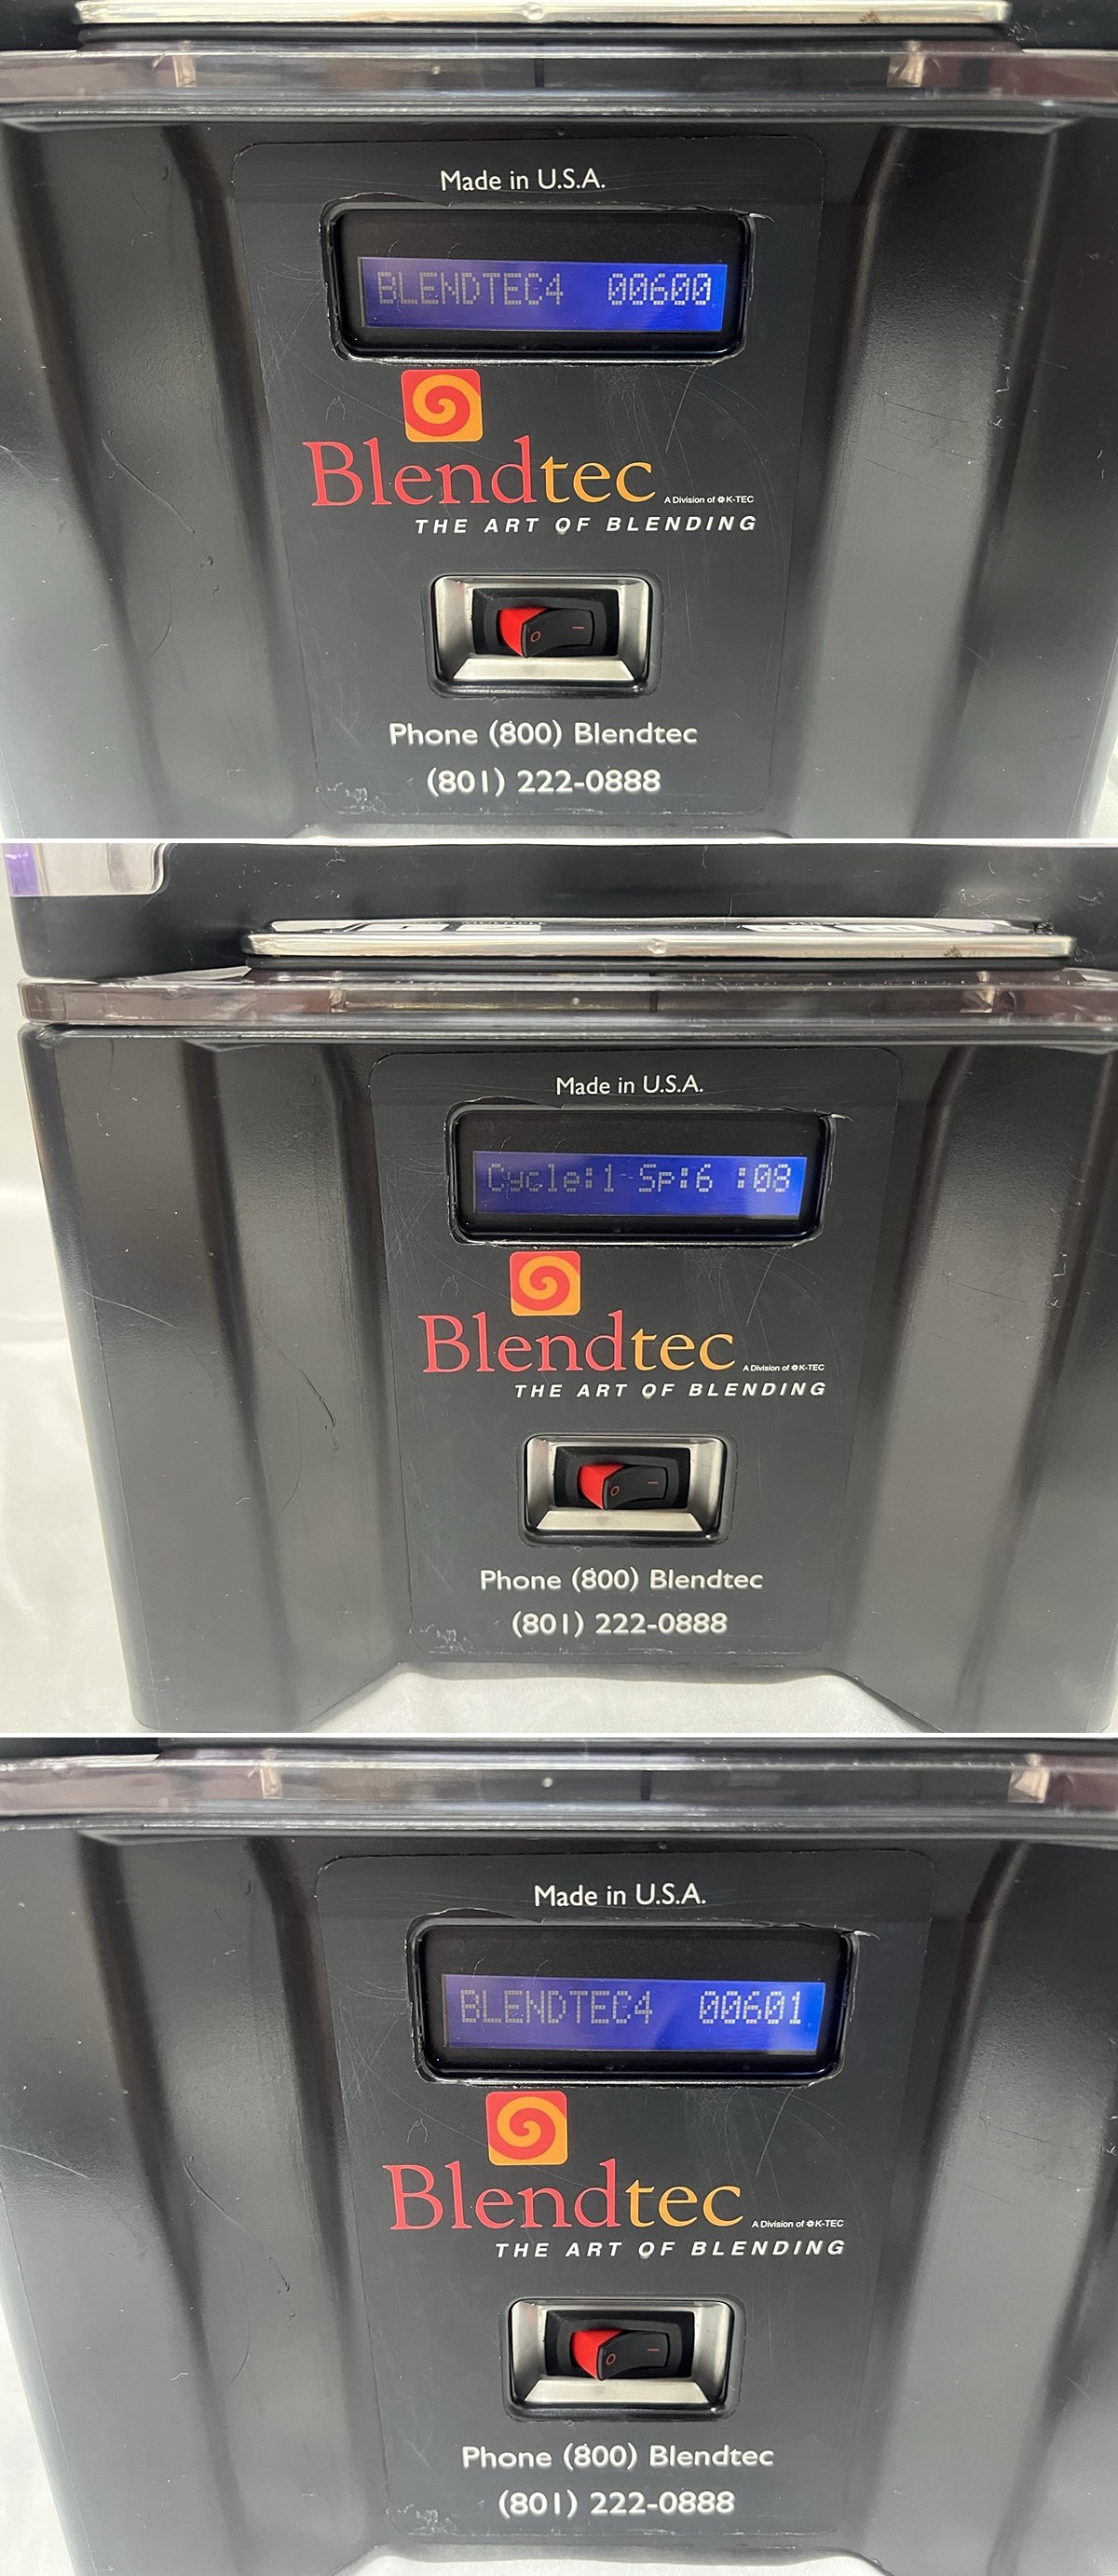 Made in U.S.A.
BLENDTEC4 00600
Blendtec A Division of K-TEC
THE ART OF BLENDING
O —
Phone (800) Blendtec
(801) 222-0888
Made in U.S.A.
Cycle:1 Sp:6 :08
Blendtec A Division of K-TEC
THE ART OF BLENDING
O —
Phone (800) Blendtec
(801) 222-0888
Made in U.S.A.
BLENDTEC4 00601
Blendtec A Division of K-TEC
THE ART OF BLENDING
O —
Phone (800) Blendtec
(801) 222-0888